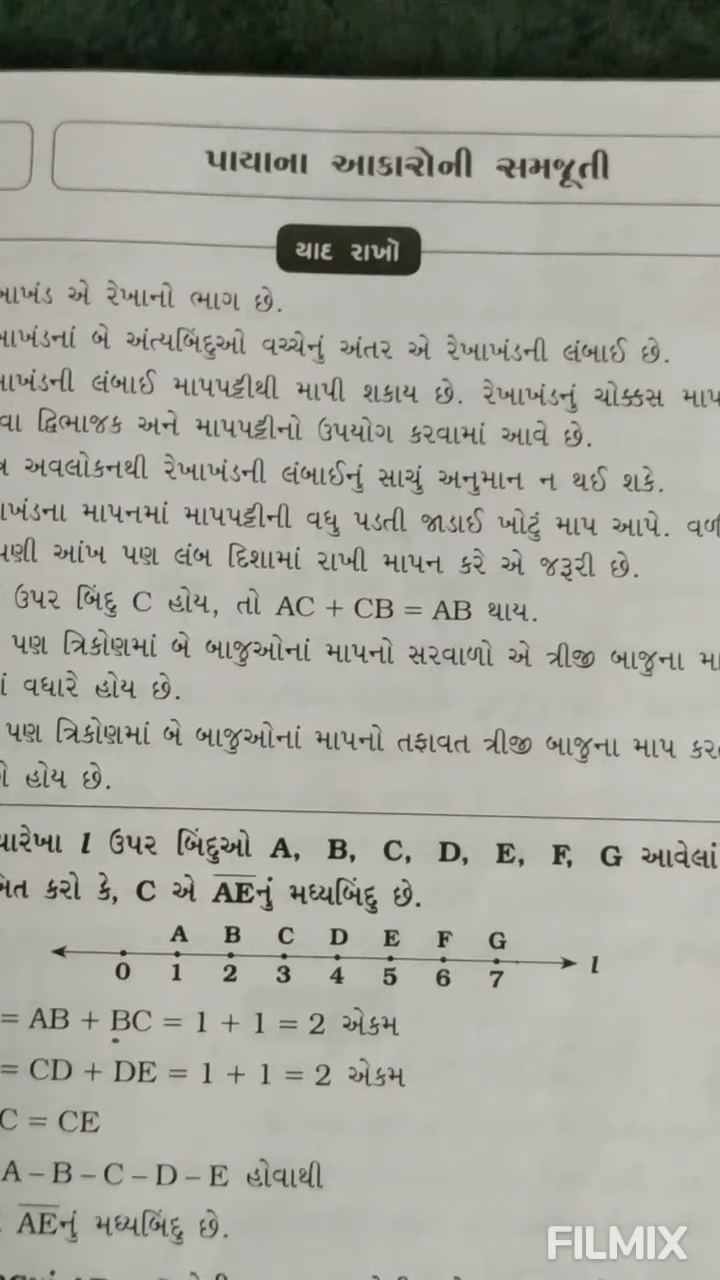 પાયાના આકારોની સમજૂતી
યાદ રાખો
એ રેખાનો ભાગ છે.
બે અંત્યબિંદુઓ વચ્ચેનું અંતર એ રેખાખંડની લંબાઈ છે.
લંબાઈ માપપટ્ટીથી માપી શકાય છે. રેખાખંડનું ચોક્કસ
દ્વિભાજક અને માપપટ્ટીનો ઉપયોગ કરવામાં આવે છે.
અવલોકનથી રેખાખંડની લંબાઈનું સાચું અનુમાન ન થઈ શકે.
માપનમાં માપપટ્ટીની વધુ પડતી જાડાઈ ખોટું માપ આપે.
આંખ પણ લંબ દિશામાં રાખી માપન કરે એ જરૂરી છે.
ઉપર બિંદુ C હોય, તો AC + CB = AB થાય.
પણ ત્રિકોણમાં બે બાજુઓનાં માપનો સરવાળો એ ત્રીજી બાજુના
વધારે હોય છે.
પણ ત્રિકોણમાં બે બાજુઓનાં માપનો તફાવત ત્રીજી બાજુના માપ
હોય છે.
l ઉપર બિંદુઓ A, B, C, D, E, F, G આવેલાં
કરો કે, C એ AEનું મધ્યબિંદુ છે.
A B C D E F G
0 1 2 3 4 5 6 7 l
= AB + BC = 1 + 1 = 2 એકમ
= CD + DE = 1 + 1 = 2 એકમ
C = CE
A – B – C – D – E હોવાથી
AEનું મધ્યબિંદુ છે.
FILMIX